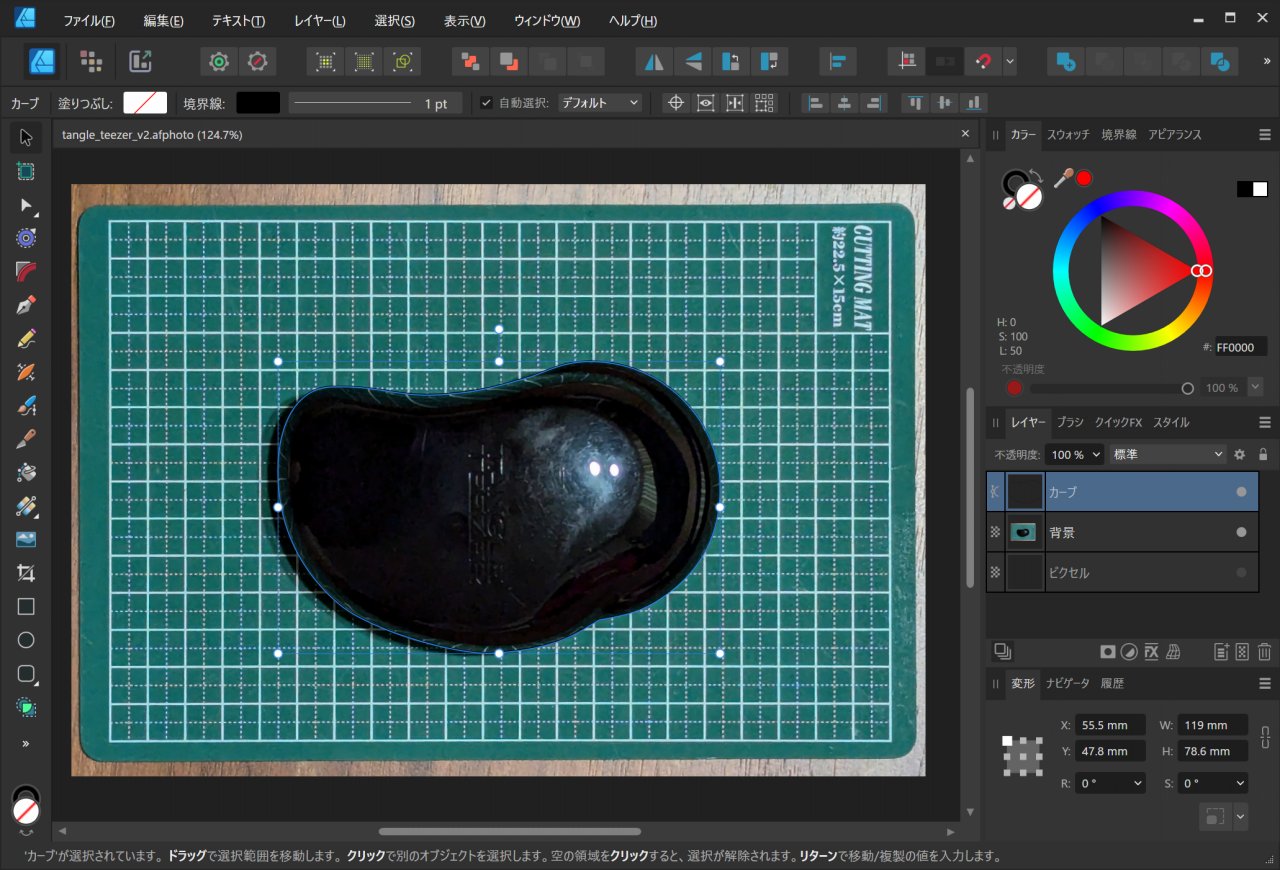 ファイル(F) 編集(E) テキスト(T) レイヤー(L) 選択(S) 表示(V) ウィンドウ(W) ヘルプ(H)
カーブ 塗りつぶし: 境界線: 1 pt 自動選択: デフォルト
tangle_teezer_v2.afphoto (124.7%)
カラー スウォッチ 境界線 アピアランス
H: 0
S: 100
L: 50
#: FF0000
不透明度
100 %
レイヤー ブラシ クイックFX スタイル
不透明度: 100 % 標準
カーブ
背景
ピクセル
変形 ナビゲータ 履歴
X: 55.5 mm W: 119 mm
Y: 47.8 mm H: 78.6 mm
R: 0 ° S: 0 °
CUTTING MAT
約22.5×15cm
'カーブ'が選択されています。ドラッグで選択範囲を移動します。クリックで別のオブジェクトを選択します。空の領域をクリックすると、選択が解除されます。リターンで移動/複製の値を入力します。